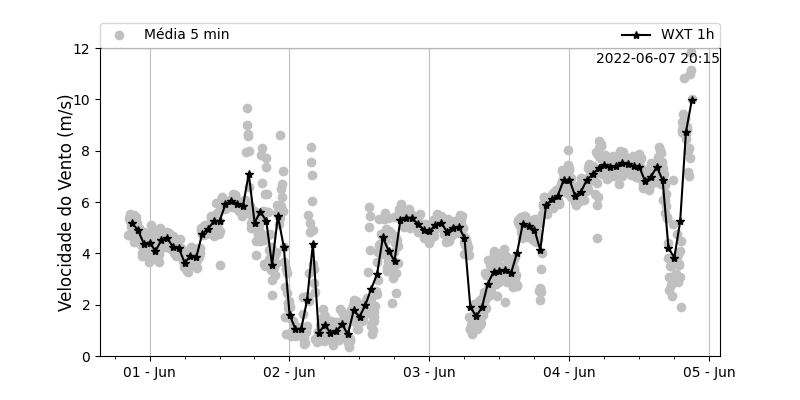 Média 5 min
WXT 1h
2022-06-07 20:15
Velocidade do Vento (m/s)
12
10
8
6
4
2
0
01 - Jun
02 - Jun
03 - Jun
04 - Jun
05 - Jun